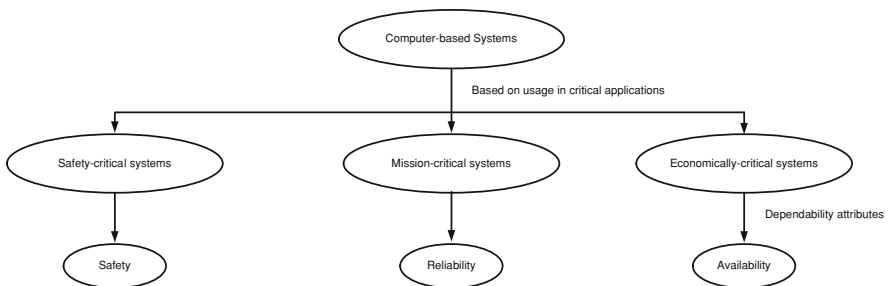 Computer-based Systems
Based on usage in critical applications
Safety-critical systems
Mission-critical systems
Economically-critical systems
Dependability attributes
Safety
Reliability
Availability